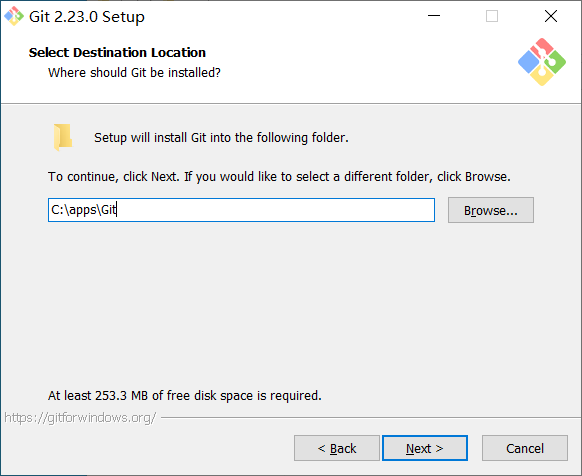 Git 2.23.0 Setup
Select Destination Location
Where should Git be installed?
Setup will install Git into the following folder.
To continue, click Next. If you would like to select a different folder, click Browse.
C:\apps\Git
Browse...
At least 253.3 MB of free disk space is required.
https://gitforwindows.org/
< Back
Next >
Cancel